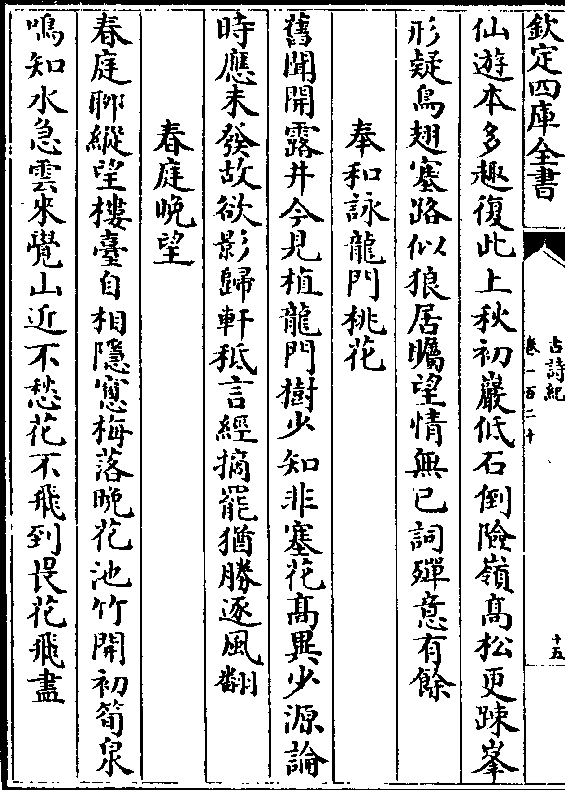 欽定四庫全書
古詩紀
卷一百二十
十五
仙遊本多趣復此上秋初巖低石倒險嶺髙松更踈峯
形疑鳥翅塞路似狼居矚望情無已詞殫意有餘
奉和詠龍門桃花
舊聞開露井今見植龍門樹少知非塞花髙異少源論
時應未發故欲影歸軒秪言經摘罷猶勝逐風翻
春庭晚望
春庭聊縱望樓臺自相隱窻梅落晚花池竹開初筍泉
鳴知水急雲來覺山近不愁花不飛到畏花飛盡